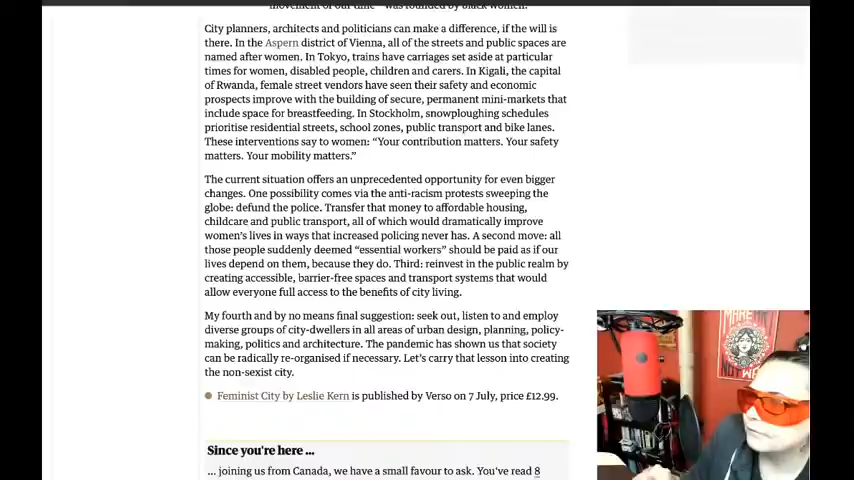 movement of our time" was founded by black women.
City planners, architects and politicians can make a difference, if the will is
there. In the Aspern district of Vienna, all of the streets and public spaces are
named after women. In Tokyo, trains have carriages set aside at particular
times for women, disabled people, children and carers. In Kigali, the capital
of Rwanda, female street vendors have seen their safety and economic
prospects improve with the building of secure, permanent mini-markets that
include space for breastfeeding. In Stockholm, snowploughing schedules
prioritise residential streets, school zones, public transport and bike lanes.
These interventions say to women: “Your contribution matters. Your safety
matters. Your mobility matters.”
The current situation offers an unprecedented opportunity for even bigger
changes. One possibility comes via the anti-racism protests sweeping the
globe: defund the police. Transfer that money to affordable housing,
childcare and public transport, all of which would dramatically improve
women’s lives in ways that increased policing never has. A second move: all
those people suddenly deemed “essential workers” should be paid as if our
lives depend on them, because they do. Third: reinvest in the public realm by
creating accessible, barrier-free spaces and transport systems that would
allow everyone full access to the benefits of city living.
My fourth and by no means final suggestion: seek out, listen to and employ
diverse groups of city-dwellers in all areas of urban design, planning, policy-
making, politics and architecture. The pandemic has shown us that society
can be radically re-organised if necessary. Let’s carry that lesson into creating
the non-sexist city.
Feminist City by Leslie Kern is published by Verso on 7 July, price £12.99.
Since you're here ...
... joining us from Canada, we have a small favour to ask. You've read 8
MAKE ART
NOT WA